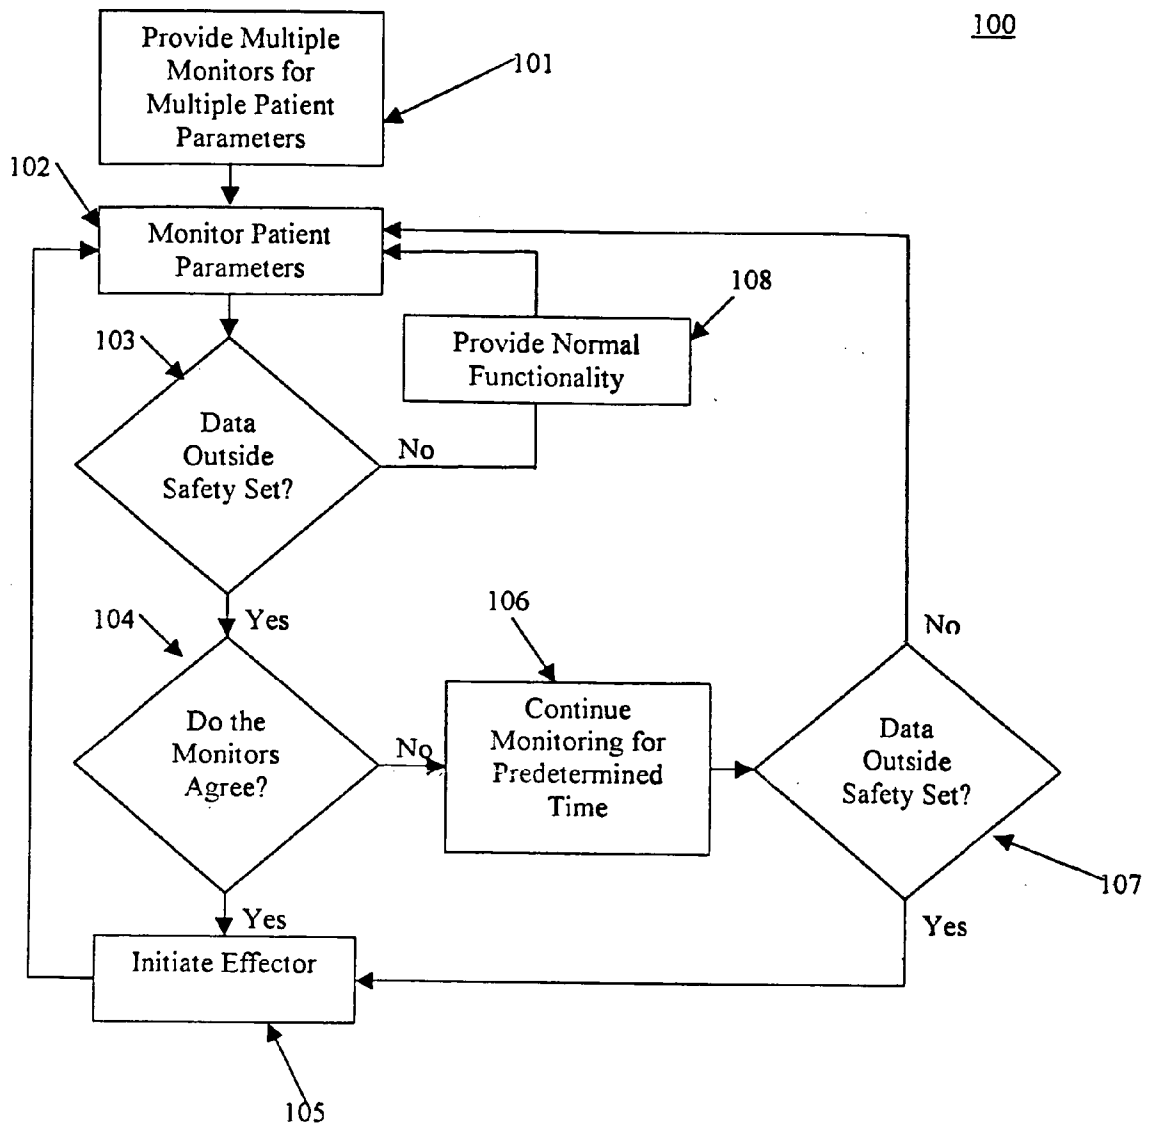 100
Provide Multiple
Monitors for
Multiple Patient
Parameters
101
102
Monitor Patient
Parameters
108
Provide Normal
Functionality
103
Data
Outside
Safety Set?
No
Yes
104
106
No
Do the
Monitors
Agree?
No
Continue
Monitoring for
Predetermined
Time
Data
Outside
Safety Set?
107
Yes
Yes
Initiate Effector
105